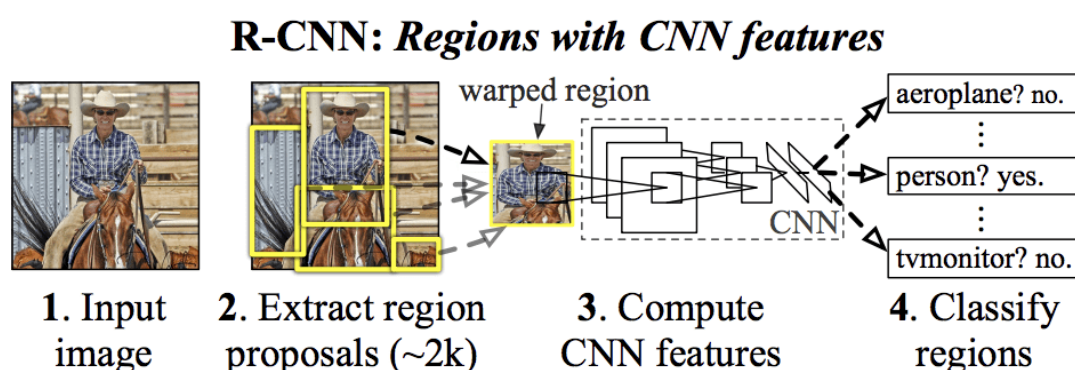 R-CNN: Regions with CNN features
warped region
aeroplane? no.
person? yes.
tvmonitor? no.
CNN
1. Input
image
2. Extract region
proposals (~2k)
3. Compute
CNN features
4. Classify
regions